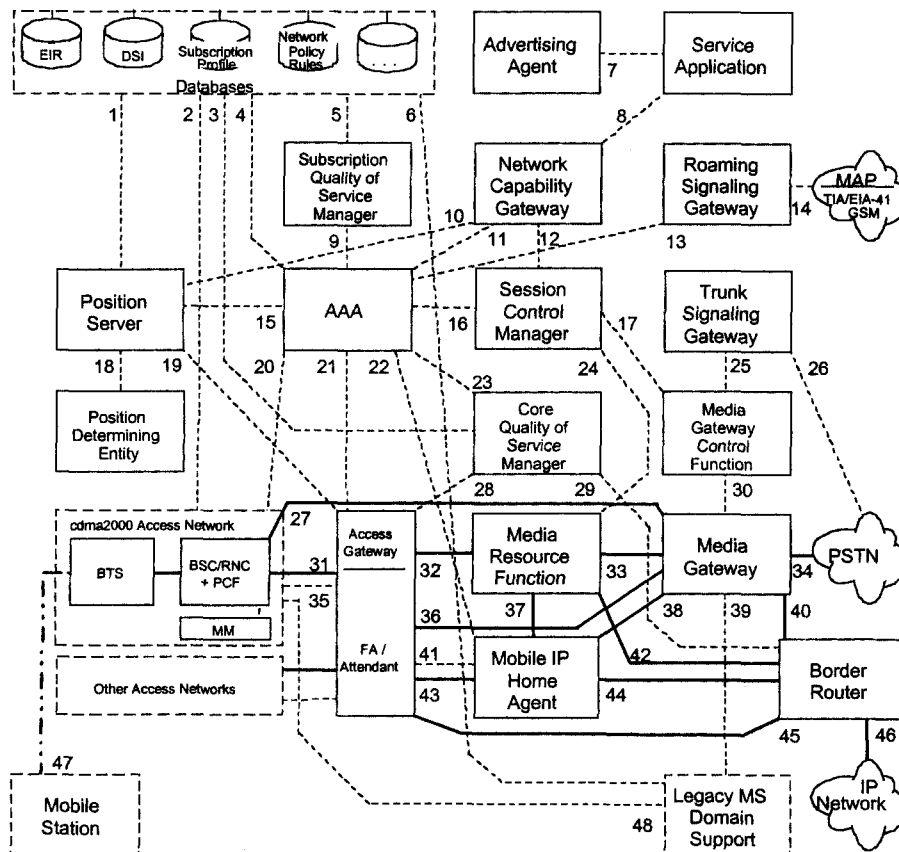 EIR
DSI
Subscription
Profile
Network
Policy
Rules
. . .
Databases
Advertising
Agent
7
Service
Application
1
2
3
4
5
6
8
Subscription
Quality of
Service
Manager
Network
Capability
Gateway
Roaming
Signaling
Gateway
14
MAP
TIA/EIA-41
GSM
9
10
11
12
13
Position
Server
15
AAA
16
Session
Control
Manager
17
Trunk
Signaling
Gateway
18
19
20
21
22
23
24
25
26
Position
Determining
Entity
Core
Quality of
Service
Manager
Media
Gateway
Control
Function
27
28
29
30
cdma2000 Access Network
BTS
BSC/RNC
+ PCF
MM
31
35
Access
Gateway
32
Media
Resource
Function
33
Media
Gateway
34
PSTN
36
37
38
39
40
Other Access Networks
FA /
Attendant
41
43
Mobile IP
Home
Agent
42
44
Border
Router
45
46
47
Mobile
Station
48
Legacy MS
Domain
Support
IP
Network